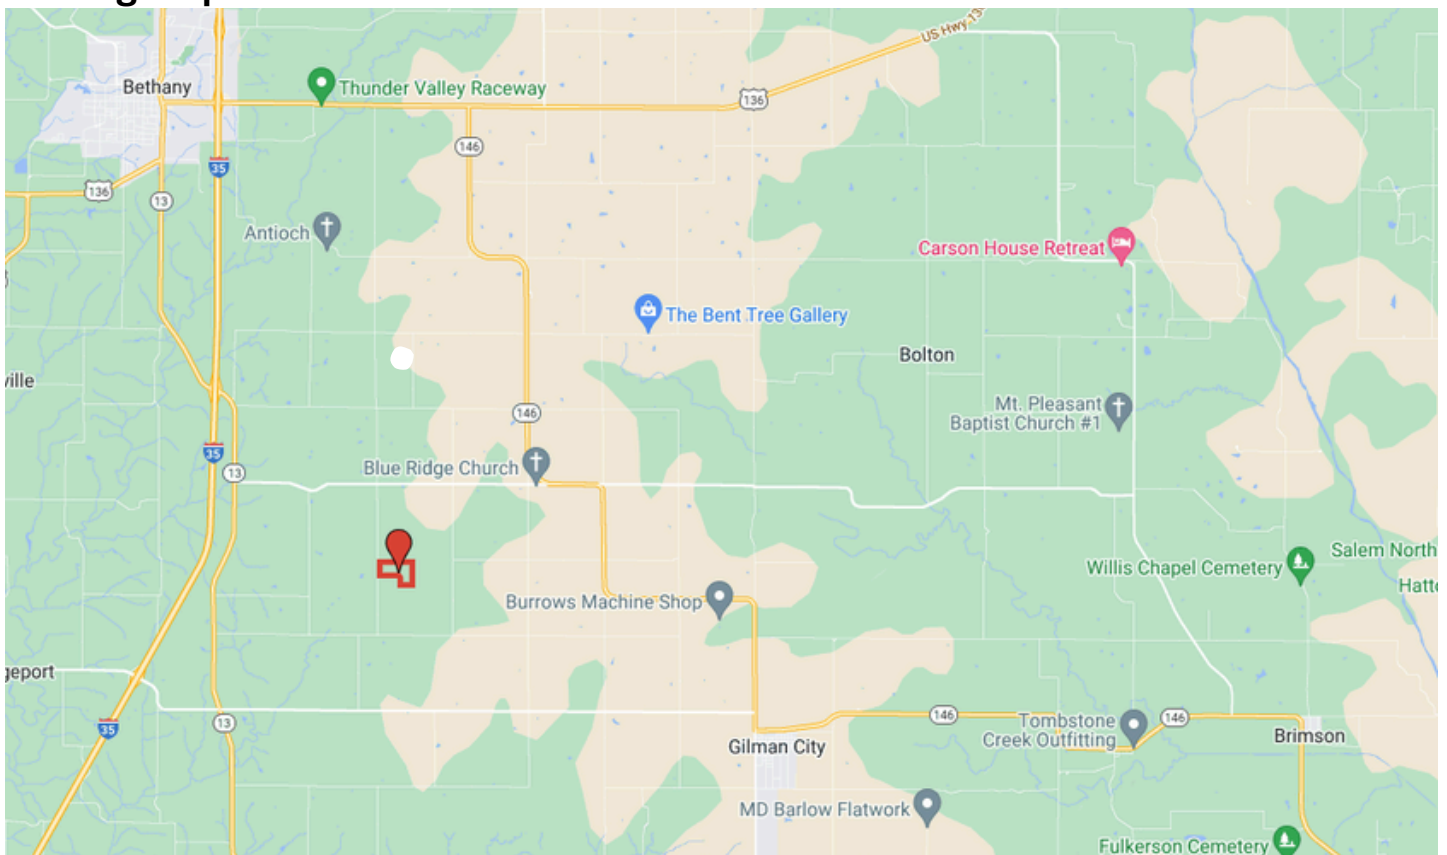 US Hwy 13
Bethany
Thunder Valley Raceway
136
146
35
136
13
Antioch
Carson House Retreat
The Bent Tree Gallery
Bolton
ville
Mt. Pleasant
Baptist Church #1
146
35
Blue Ridge Church
13
Salem North
Willis Chapel Cemetery
Hatt
Burrows Machine Shop
geport
146
146
13
35
Tombstone
Creek Outfitting
Brimson
Gilman City
MD Barlow Flatwork
Fulkerson Cemetery